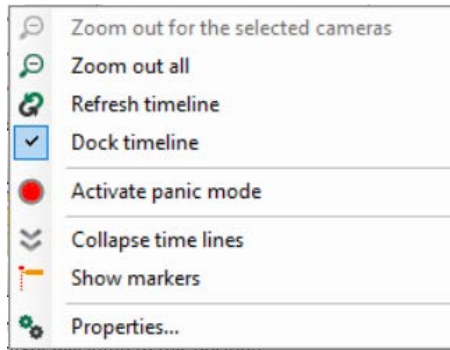 Zoom out for the selected cameras
Zoom out all
Refresh timeline
Dock timeline
Activate panic mode
Collapse time lines
Show markers
Properties...